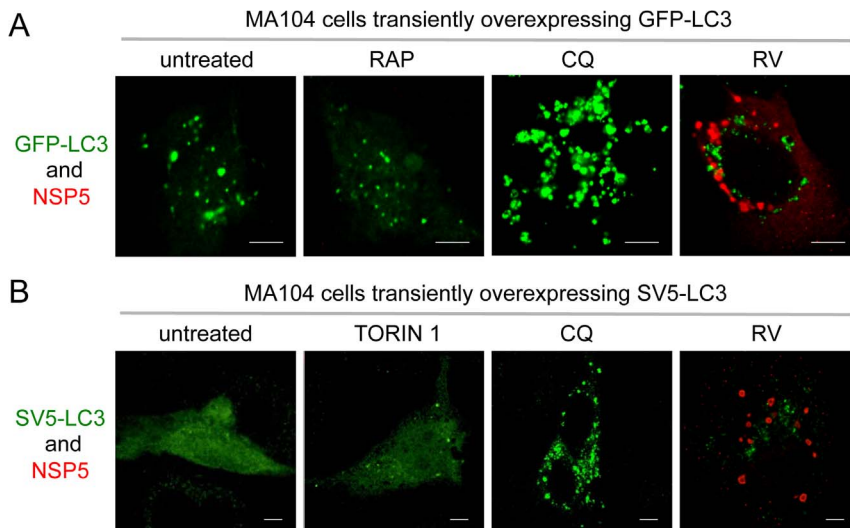 A
MA104 cells transiently overexpressing GFP-LC3
untreated RAP CQ RV
GFP-LC3
and
NSP5
B
MA104 cells transiently overexpressing SV5-LC3
untreated TORIN 1 CQ RV
SV5-LC3
and
NSP5